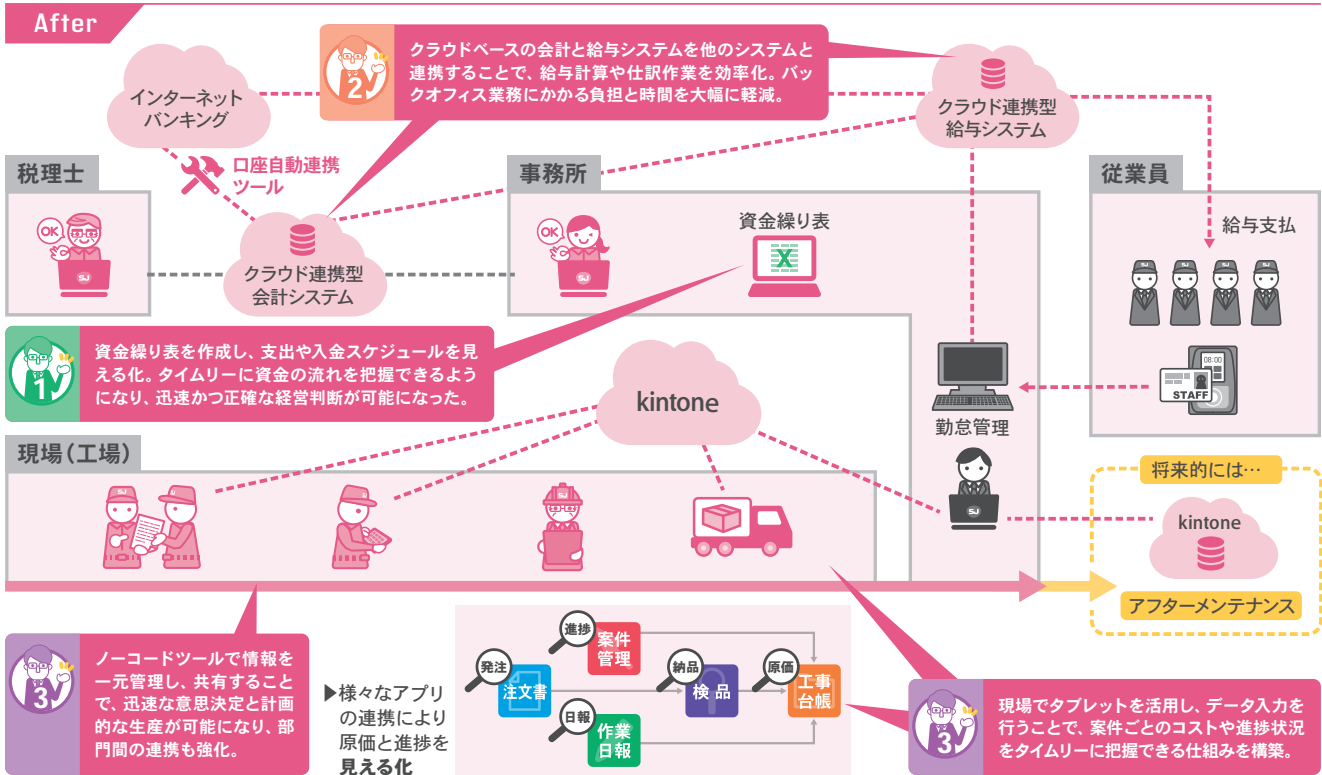 After
2
クラウドベースの会計と給与システムを他のシステムと
連携することで、給与計算や仕訳作業を効率化。バッ
クオフィス業務にかかる負担と時間を大幅に軽減。
インターネット
バンキング
クラウド連携型
給与システム
口座自動連携
ツール
税理士
OK
SJ
クラウド連携型
会計システム
事務所
OK
SJ
資金繰り表
X
従業員
給与支払
SJ
SJ
SJ
SJ
08:00
STAFF
勤怠管理
SJ
1
資金繰り表を作成し、支出や入金スケジュールを見
える化。タイムリーに資金の流れを把握できるよう
になり、迅速かつ正確な経営判断が可能になった。
kintone
現場(工場)
SJ
SJ
将来的には…
kintone
アフターメンテナンス
3
ノーコードツールで情報を
一元管理し、共有すること
で、迅速な意思決定と計画
的な生産が可能になり、部
門間の連携も強化。
▶様々なアプリ
の連携により
原価と進捗を
見える化
進捗
案件
管理
発注
注文書
納品
検品
原価
工事
台帳
日報
作業
日報
3
現場でタブレットを活用し、データ入力を
行うことで、案件ごとのコストや進捗状況
をタイムリーに把握できる仕組みを構築。